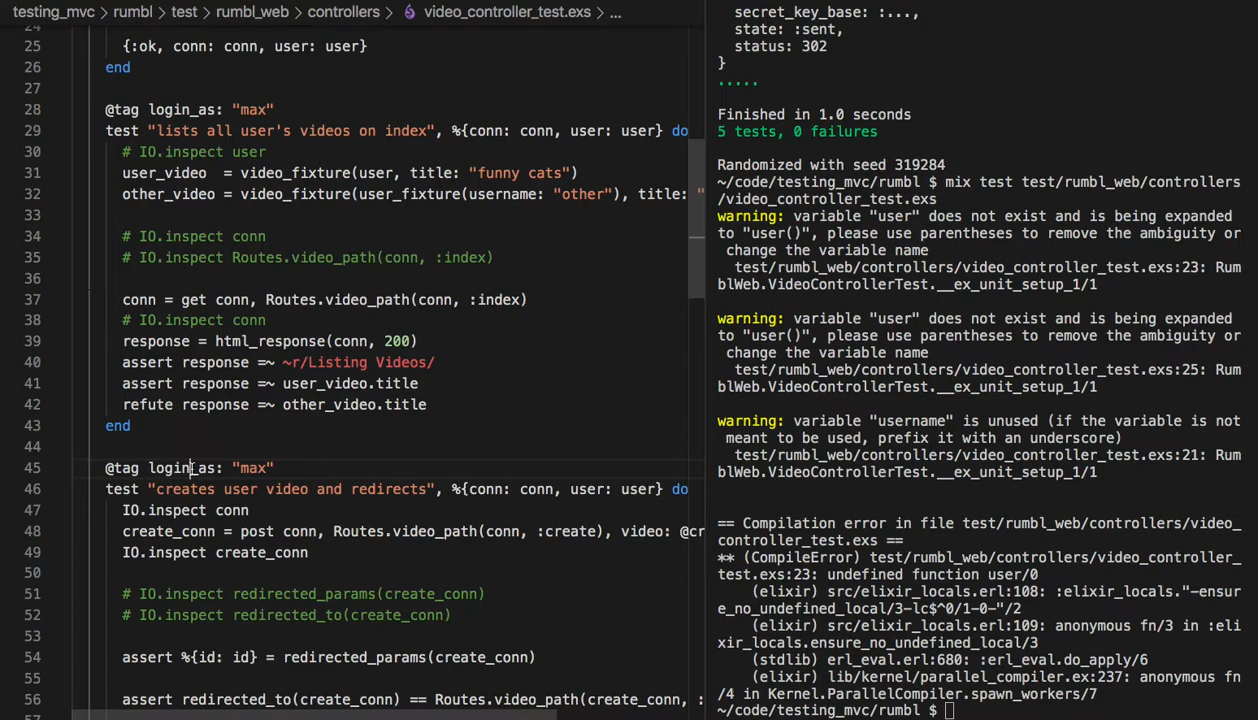 testing_mvc > rumbl > test > rumbl_web > controllers > video_controller_test.exs > ...
24
25 {:ok, conn: conn, user: user}
26 end
27
28 @tag login_as: "max"
29 test "lists all user's videos on index", %{conn: conn, user: user} do
30 # IO.inspect user
31 user_video  = video_fixture(user, title: "funny cats")
32 other_video = video_fixture(user_fixture(username: "other"), title: "
33
34 # IO.inspect conn
35 # IO.inspect Routes.video_path(conn, :index)
36
37 conn = get conn, Routes.video_path(conn, :index)
38 # IO.inspect conn
39 response = html_response(conn, 200)
40 assert response =~ ~r/Listing Videos/
41 assert response =~ user_video.title
42 refute response =~ other_video.title
43 end
44
45 @tag login_as: "max"
46 test "creates user video and redirects", %{conn: conn, user: user} do
47 IO.inspect conn
48 create_conn = post conn, Routes.video_path(conn, :create), video: @cr
49 IO.inspect create_conn
50
51 # IO.inspect redirected_params(create_conn)
52 # IO.inspect redirected_to(create_conn)
53
54 assert %{id: id} = redirected_params(create_conn)
55
56 assert redirected_to(create_conn) == Routes.video_path(create_conn, :
57
secret_key_base: :...,
state: :sent,
status: 302
}
.....
Finished in 1.0 seconds
5 tests, 0 failures
Randomized with seed 319284
~/code/testing_mvc/rumbl $ mix test test/rumbl_web/controllers
/video_controller_test.exs
warning: variable "user" does not exist and is being expanded
to "user()", please use parentheses to remove the ambiguity or
change the variable name
test/rumbl_web/controllers/video_controller_test.exs:23: Rum
blWeb.VideoControllerTest.__ex_unit_setup_1/1
warning: variable "user" does not exist and is being expanded
to "user()", please use parentheses to remove the ambiguity or
change the variable name
test/rumbl_web/controllers/video_controller_test.exs:25: Rum
blWeb.VideoControllerTest.__ex_unit_setup_1/1
warning: variable "username" is unused (if the variable is not
meant to be used, prefix it with an underscore)
test/rumbl_web/controllers/video_controller_test.exs:21: Rum
blWeb.VideoControllerTest.__ex_unit_setup_1/1
== Compilation error in file test/rumbl_web/controllers/video_
controller_test.exs ==
** (CompileError) test/rumbl_web/controllers/video_controller_
test.exs:23: undefined function user/0
(elixir) src/elixir_locals.erl:108: :elixir_locals."-ensur
e_no_undefined_local/3-lc$^0/1-0-"/2
(elixir) src/elixir_locals.erl:109: anonymous fn/3 in :eli
xir_locals.ensure_no_undefined_local/3
(stdlib) erl_eval.erl:680: :erl_eval.do_apply/6
(elixir) lib/kernel/parallel_compiler.ex:237: anonymous fn
/4 in Kernel.ParallelCompiler.spawn_workers/7
~/code/testing_mvc/rumbl $